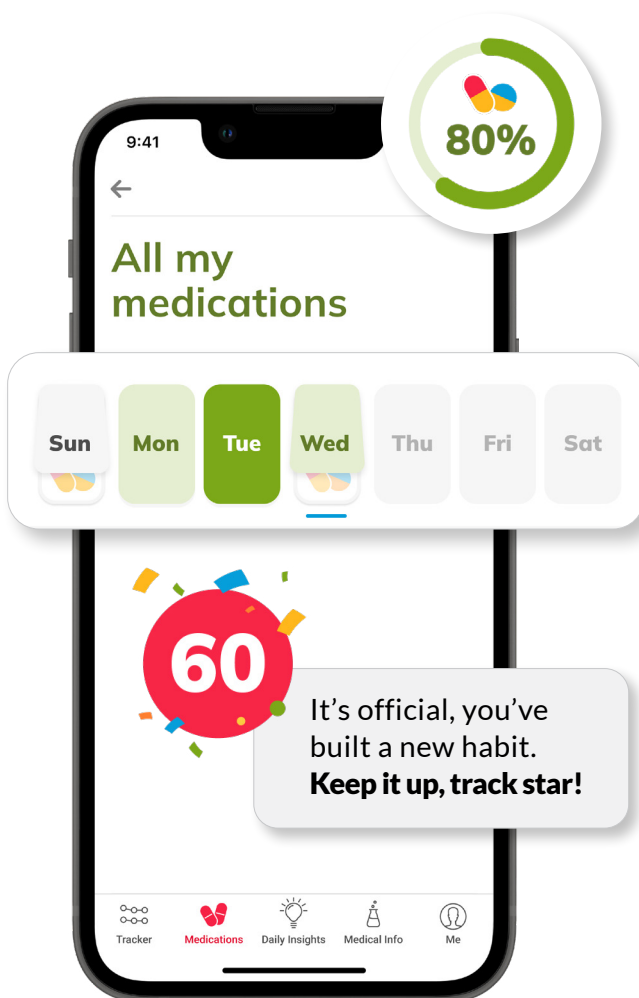 80%
9:41
All my
medications
Sun Mon Tue Wed Thu Fri Sat
60
It's official, you've
built a new habit.
Keep it up, track star!
Tracker Medications Daily Insights Medical Info Me